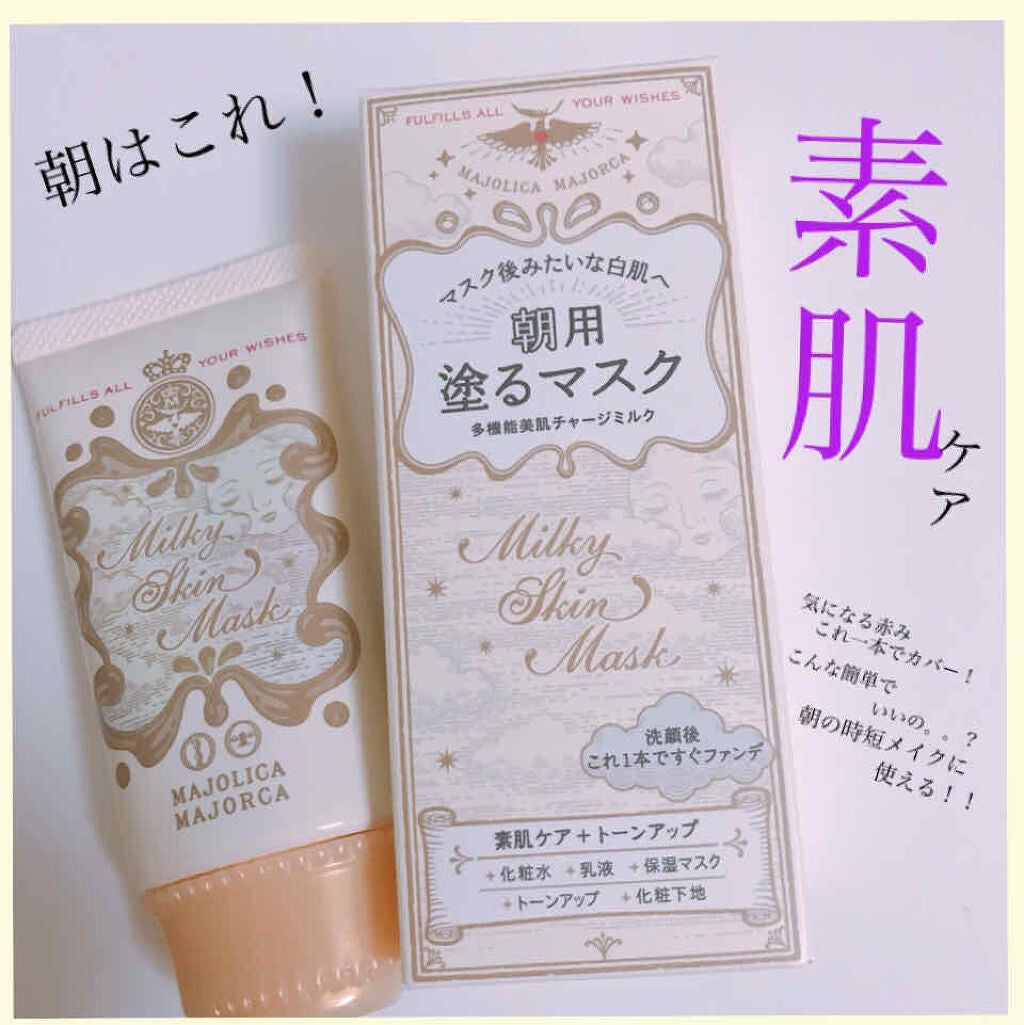 朝はこれ！
素肌
ケア
気になる赤み
これ一本でカバー！
こんな簡単で
いいの。。？
朝の時短メイクに
使える！！
FULFILLS ALL YOUR WISHES
MAJOLICA MAJORCA
マスク後みたいな白肌へ
朝用
塗るマスク
多機能美肌チャージミルク
Milky
Skin
Mask
洗顔後
これ1本ですぐファンデ
素肌ケア＋トーンアップ
+化粧水 +乳液 +保湿マスク
+トーンアップ +化粧下地
FULFILLS ALL YOUR WISHES
Milky
Skin
Mask
MAJOLICA
MAJORCA